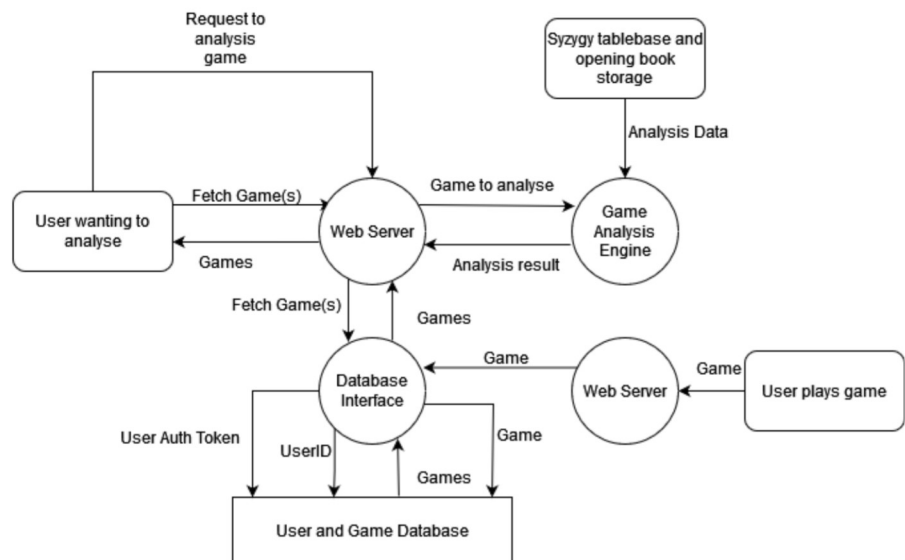 Request to
analysis
game
Syzygy tablebase and
opening book
storage
Analysis Data
Fetch Game(s)
Game to analyse
User wanting to
analyse
Web Server
Game
Analysis
Engine
Games
Analysis result
Fetch Game(s)
Games
Game
Game
Database
Interface
Web Server
User plays game
User Auth Token
UserID
Game
Games
User and Game Database